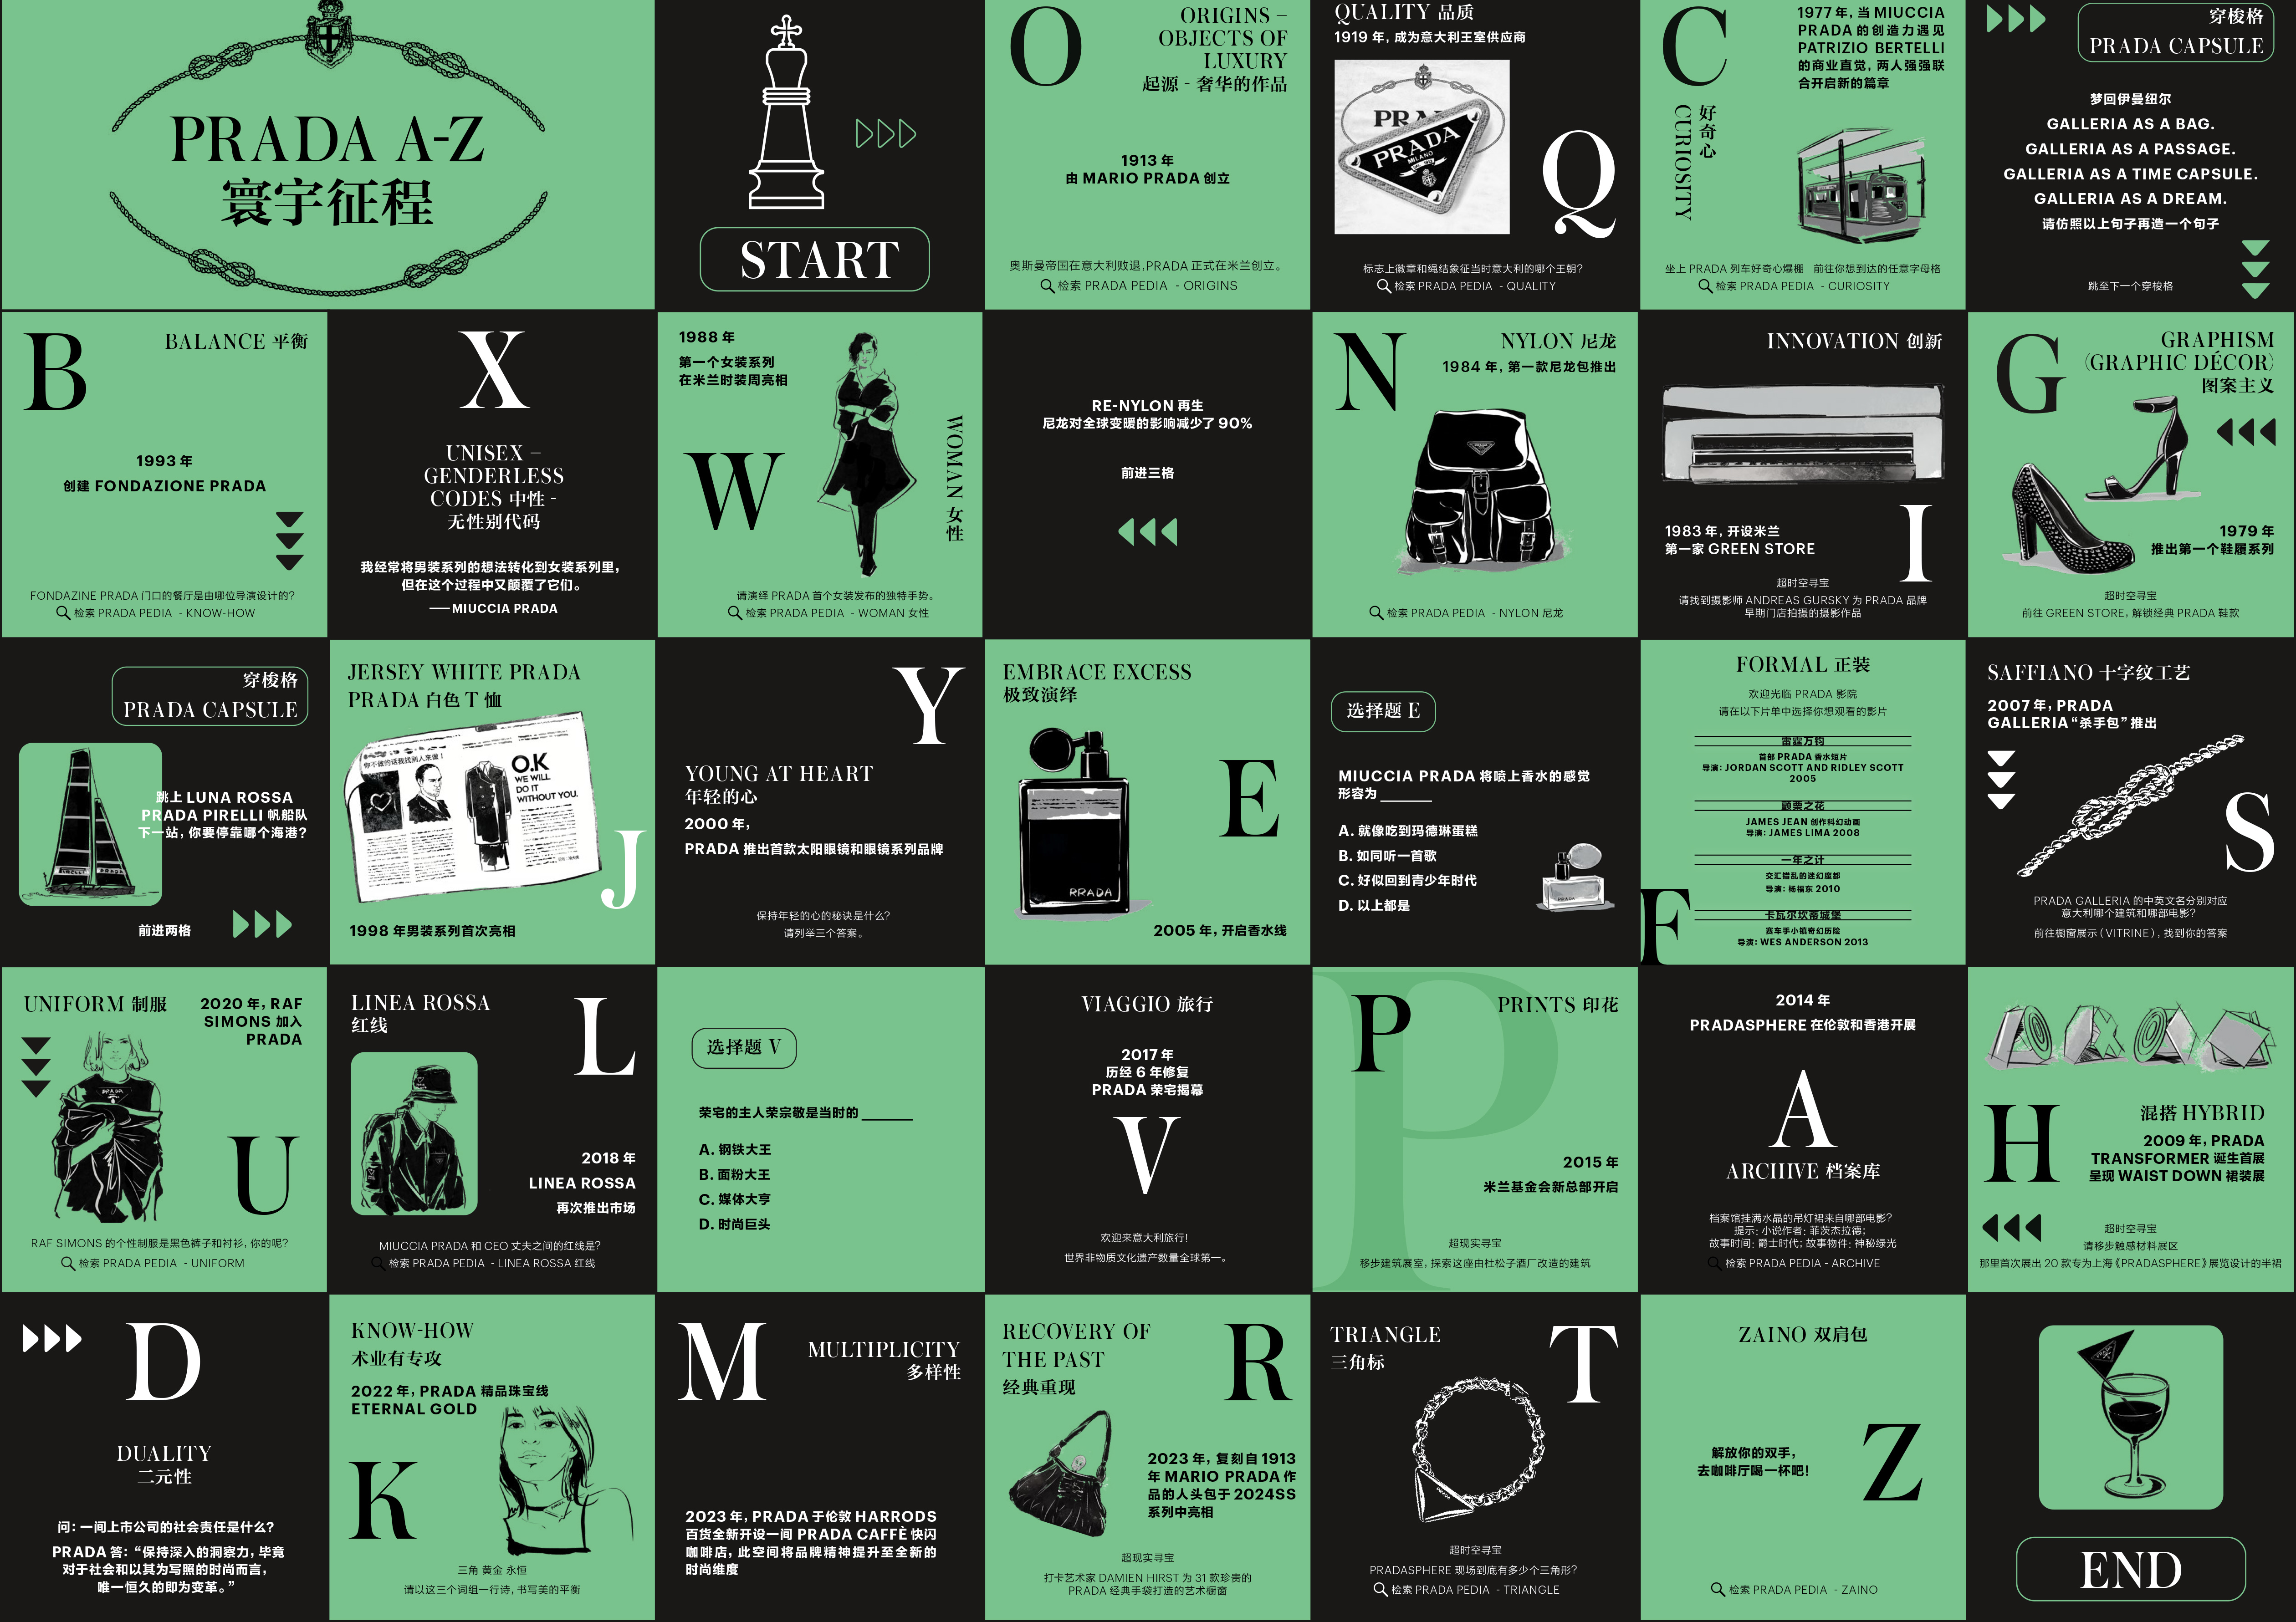 PRADA A-Z
寰宇征程
START
O
ORIGINS –
OBJECTS OF
LUXURY
起源 - 奢华的作品
1913 年
由 MARIO PRADA 创立
奥斯曼帝国在意大利败退,PRADA 正式在米兰创立。
检索 PRADA PEDIA - ORIGINS
QUALITY 品质
1919 年, 成为意大利王室供应商
PRADA
PRADA
MILANO
Q
标志上徽章和绳结象征当时意大利的哪个王朝?
检索 PRADA PEDIA - QUALITY
C
1977 年, 当 MIUCCIA
PRADA 的创造力遇见
PATRIZIO BERTELLI
的商业直觉, 两人强强联
合开启新的篇章
好奇心
CURIOSITY
坐上 PRADA 列车好奇心爆棚 前往你想到达的任意字母格
检索 PRADA PEDIA - CURIOSITY
穿梭格
PRADA CAPSULE
梦回伊曼纽尔
GALLERIA AS A BAG.
GALLERIA AS A PASSAGE.
GALLERIA AS A TIME CAPSULE.
GALLERIA AS A DREAM.
请仿照以上句子再造一个句子
跳至下一个穿梭格
B
BALANCE 平衡
1993 年
创建 FONDAZIONE PRADA
FONDAZINE PRADA 门口的餐厅是由哪位导演设计的?
检索 PRADA PEDIA - KNOW-HOW
X
UNISEX –
GENDERLESS
CODES 中性 -
无性别代码
我经常将男装系列的想法转化到女装系列里,
但在这个过程中又颠覆了它们。
——MIUCCIA PRADA
1988 年
第一个女装系列
在米兰时装周亮相
W
WOMAN 女性
请演绎 PRADA 首个女装发布的独特手势。
检索 PRADA PEDIA - WOMAN 女性
RE-NYLON 再生
尼龙对全球变暖的影响减少了 90%
前进三格
N
NYLON 尼龙
1984 年, 第一款尼龙包推出
检索 PRADA PEDIA - NYLON 尼龙
INNOVATION 创新
1983 年, 开设米兰
第一家 GREEN STORE
I
超时空寻宝
请找到摄影师 ANDREAS GURSKY 为 PRADA 品牌
早期门店拍摄的摄影作品
G
GRAPHISM
(GRAPHIC DÉCOR)
图案主义
1979 年
推出第一个鞋履系列
超时空寻宝
前往 GREEN STORE, 解锁经典 PRADA 鞋款
穿梭格
PRADA CAPSULE
跳上 LUNA ROSSA
PRADA PIRELLI 帆船队
下一站, 你要停靠哪个海港?
前进两格
JERSEY WHITE PRADA
PRADA 白色 T 恤
你不做的话我找别人来做!
O.K
WE WILL
DO IT
WITHOUT YOU.
J
1998 年男装系列首次亮相
Y
YOUNG AT HEART
年轻的心
2000 年,
PRADA 推出首款太阳眼镜和眼镜系列品牌
保持年轻的心的秘诀是什么?
请列举三个答案。
EMBRACE EXCESS
极致演绎
E
PRADA
2005 年, 开启香水线
选择题 E
MIUCCIA PRADA 将喷上香水的感觉
形容为 ______
A. 就像吃到玛德琳蛋糕
B. 如同听一首歌
C. 好似回到青少年时代
D. 以上都是
FORMAL 正装
欢迎光临 PRADA 影院
请在以下片单中选择你想观看的影片
雷霆万钧
首部 PRADA 香水短片
导演: JORDAN SCOTT AND RIDLEY SCOTT
2005
颤栗之花
JAMES JEAN 创作科幻动画
导演: JAMES LIMA 2008
一年之计
交汇错乱的迷幻魔都
导演: 杨福东 2010
卡瓦尔坎蒂城堡
赛车手小镇奇幻历险
导演: WES ANDERSON 2013
F
SAFFIANO 十字纹工艺
2007 年, PRADA
GALLERIA “杀手包” 推出
S
PRADA GALLERIA 的中英文名分别对应
意大利哪个建筑和哪部电影?
前往橱窗展示 (VITRINE), 找到你的答案
UNIFORM 制服
2020 年, RAF
SIMONS 加入
PRADA
U
RAF SIMONS 的个性制服是黑色裤子和衬衫, 你的呢?
检索 PRADA PEDIA - UNIFORM
LINEA ROSSA
红线
L
2018 年
LINEA ROSSA
再次推出市场
MIUCCIA PRADA 和 CEO 丈夫之间的红线是?
检索 PRADA PEDIA - LINEA ROSSA 红线
选择题 V
荣宅的主人荣宗敬是当时的 ______
A. 钢铁大王
B. 面粉大王
C. 媒体大亨
D. 时尚巨头
VIAGGIO 旅行
2017 年
历经 6 年修复
PRADA 荣宅揭幕
V
欢迎来意大利旅行!
世界非物质文化遗产数量全球第一。
P
PRINTS 印花
2015 年
米兰基金会新总部开启
超现实寻宝
移步建筑展室, 探索这座由杜松子酒厂改造的建筑
2014 年
PRADASPHERE 在伦敦和香港开展
A
ARCHIVE 档案库
档案馆挂满水晶的吊灯裙来自哪部电影?
提示: 小说作者: 菲茨杰拉德;
故事时间: 爵士时代; 故事物件: 神秘绿光
检索 PRADA PEDIA - ARCHIVE
H
混搭 HYBRID
2009 年, PRADA
TRANSFORMER 诞生首展
呈现 WAIST DOWN 裙装展
超时空寻宝
请移步触感材料展区
那里首次展出 20 款专为上海《PRADASPHERE》展览设计的半裙
D
DUALITY
二元性
问: 一间上市公司的社会责任是什么?
PRADA 答: “保持深入的洞察力, 毕竟
对于社会和以其为写照的时尚而言,
唯一恒久的即为变革。”
KNOW-HOW
术业有专攻
2022 年, PRADA 精品珠宝线
ETERNAL GOLD
K
三角 黄金 永恒
请以这三个词组一行诗, 书写美的平衡
M
MULTIPLICITY
多样性
2023 年, PRADA 于伦敦 HARRODS
百货全新开设一间 PRADA CAFFÈ 快闪
咖啡店, 此空间将品牌精神提升至全新的
时尚维度
RECOVERY OF
THE PAST
经典重现
R
2023 年, 复刻自 1913
年 MARIO PRADA 作
品的人头包于 2024SS
系列中亮相
超现实寻宝
打卡艺术家 DAMIEN HIRST 为 31 款珍贵的
PRADA 经典手袋打造的艺术橱窗
TRIANGLE
三角标
T
超时空寻宝
PRADASPHERE 现场到底有多少个三角形?
检索 PRADA PEDIA - TRIANGLE
ZAINO 双肩包
解放你的双手,
去咖啡厅喝一杯吧!
Z
检索 PRADA PEDIA - ZAINO
END